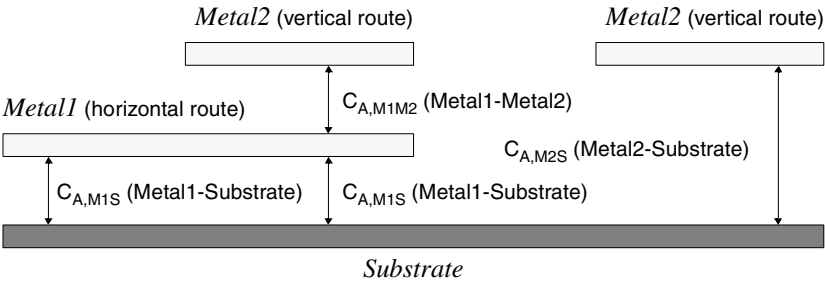 Metal2 (vertical route)
Metal2 (vertical route)
Metal1 (horizontal route)
C_A,M1M2 (Metal1-Metal2)
C_A,M2S (Metal2-Substrate)
C_A,M1S (Metal1-Substrate)
C_A,M1S (Metal1-Substrate)
Substrate